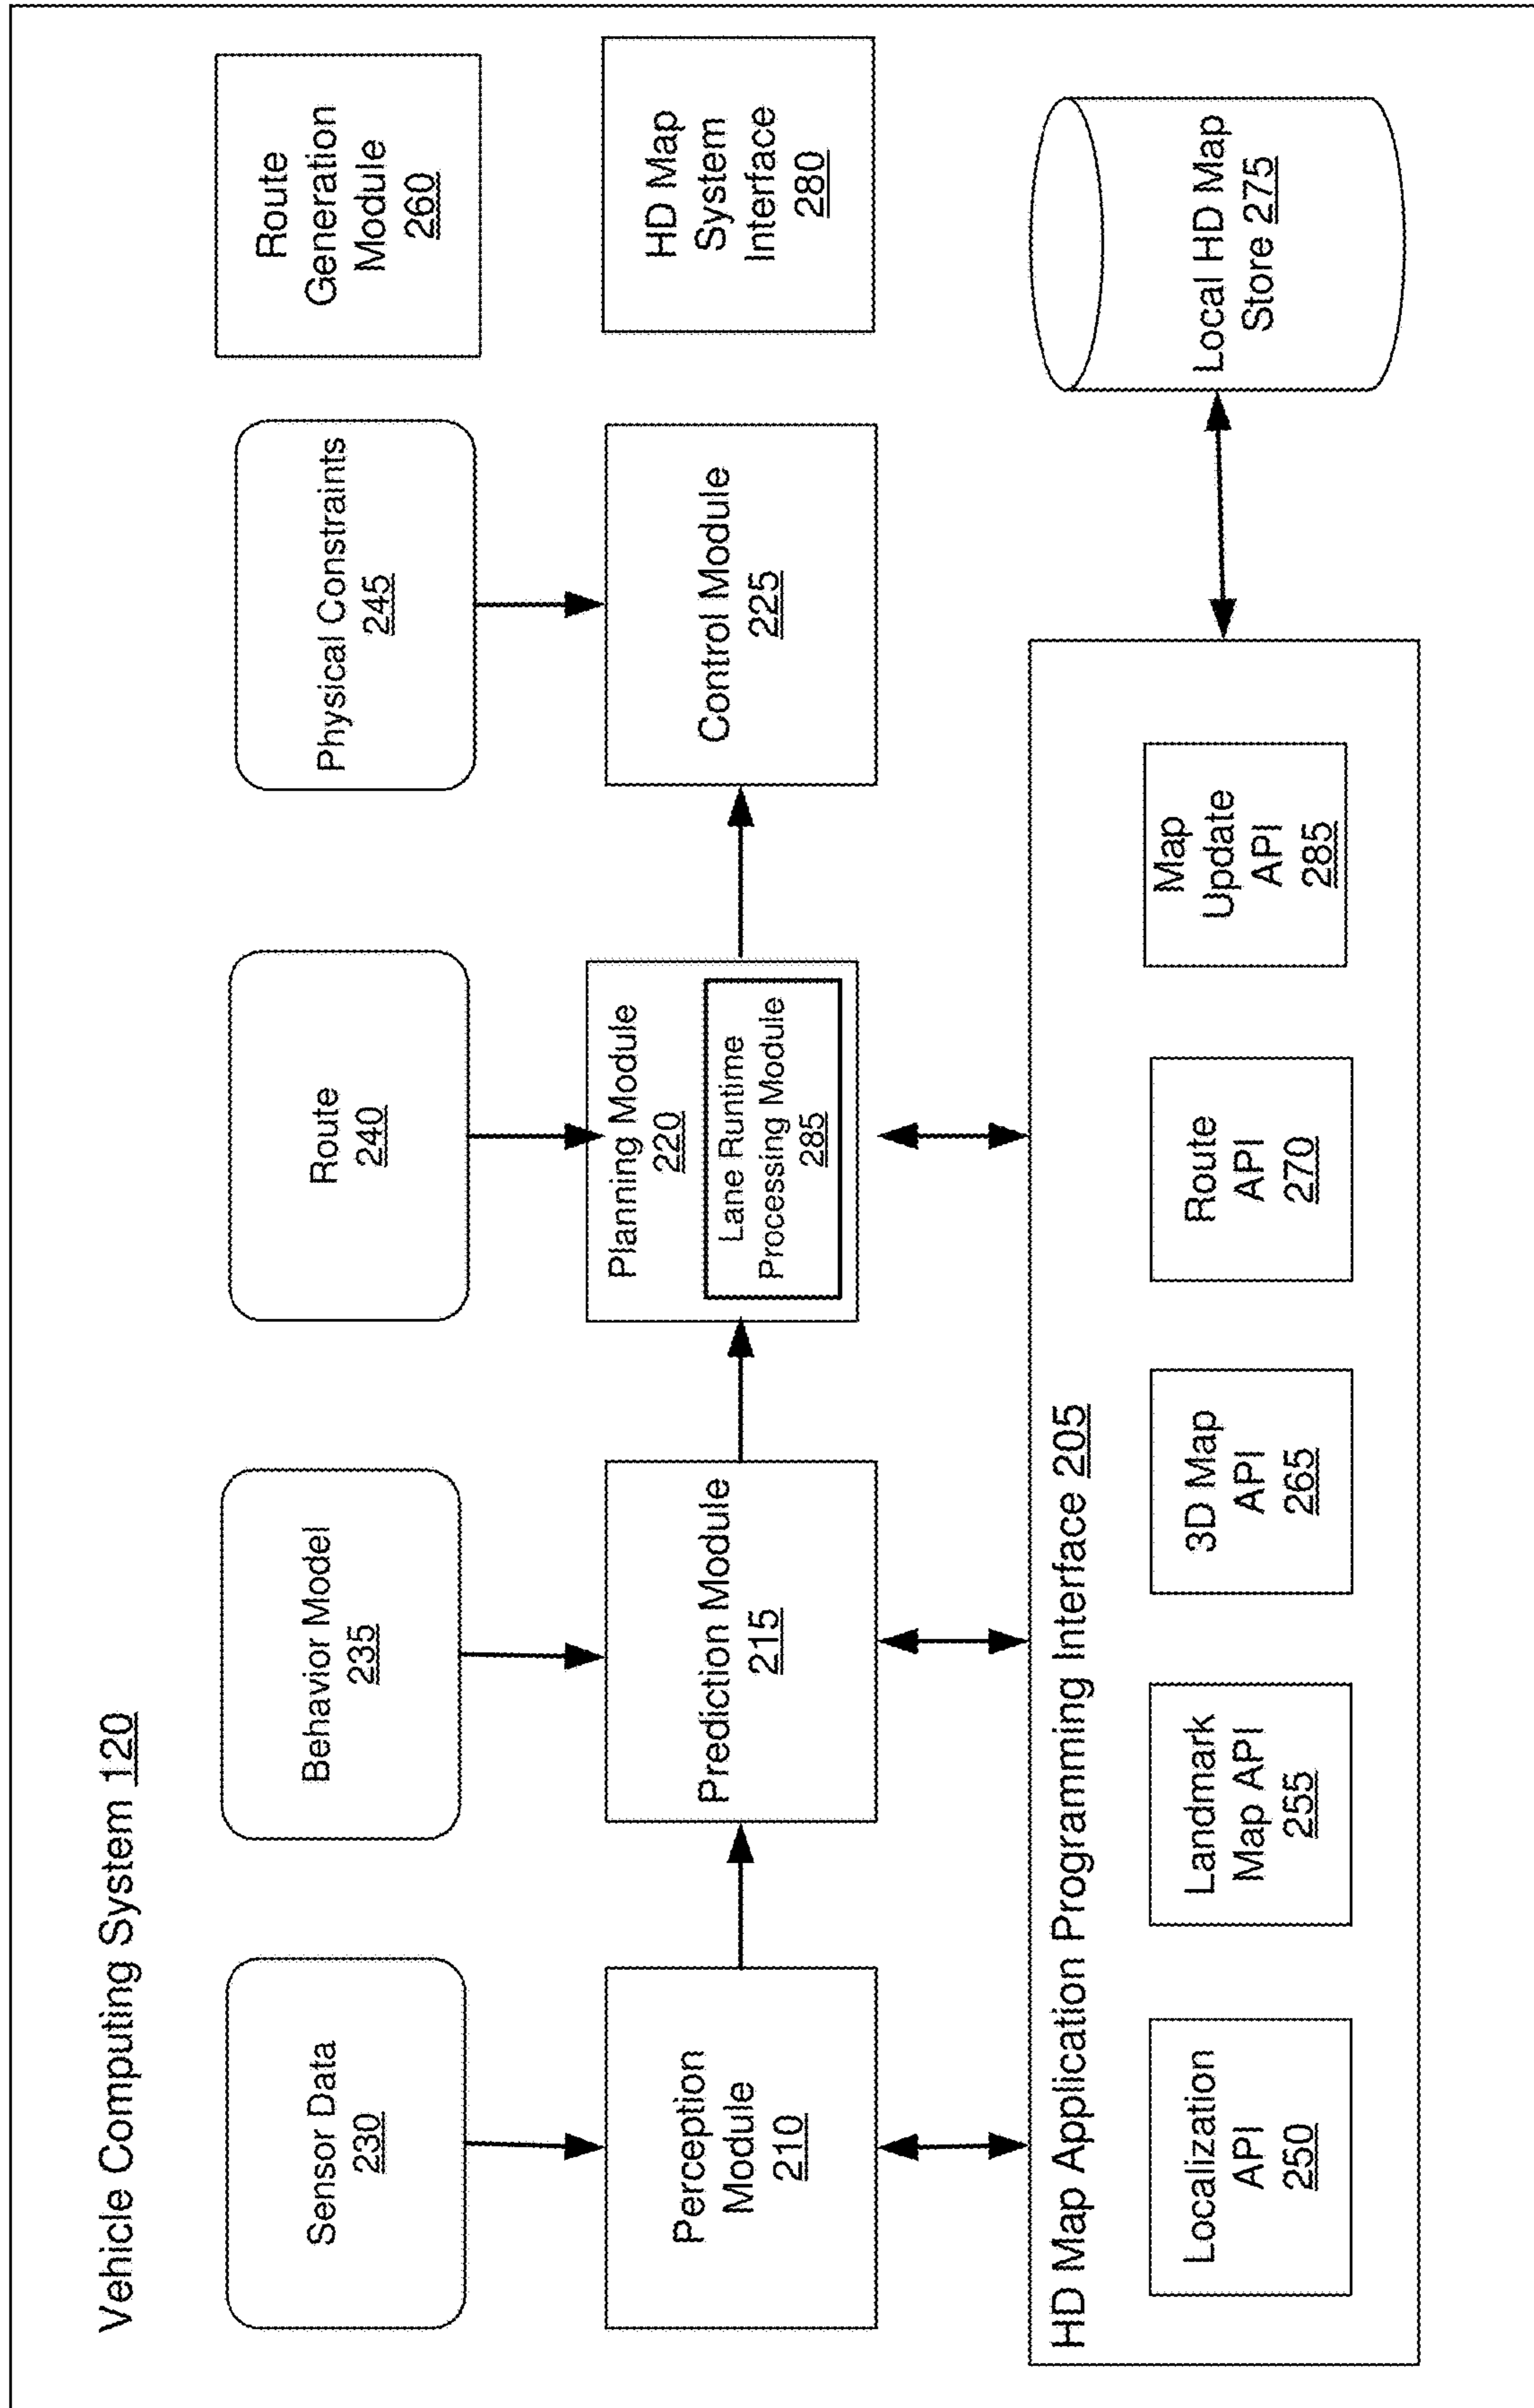 Vehicle Computing System 120
Sensor Data
230
Behavior Model
235
Route
240
Physical Constraints
245
Route
Generation
Module
260
Perception
Module
210
Prediction Module
215
Planning Module
220
Lane Runtime
Processing Module
285
Control Module
225
HD Map
System
Interface
280
HD Map Application Programming Interface 205
Localization
API
250
Landmark
Map API
255
3D Map
API
265
Route
API
270
Map
Update
API
285
Local HD Map
Store 275